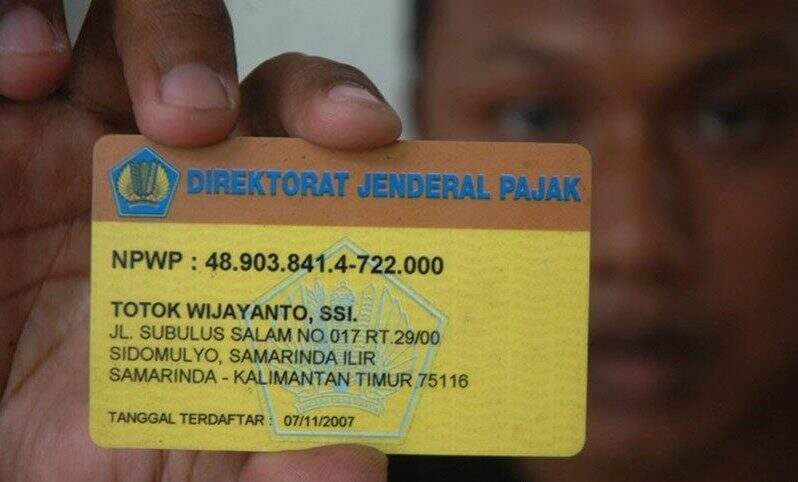 DIREKTORAT JENDERAL PAJAK
NPWP : 48.903.841.4-722.000
TOTOK WIJAYANTO, SSI.
JL. SUBULUS SALAM NO.017 RT.29/00
SIDOMULYO, SAMARINDA ILIR
SAMARINDA - KALIMANTAN TIMUR 75116
TANGGAL TERDAFTAR : 07/11/2007